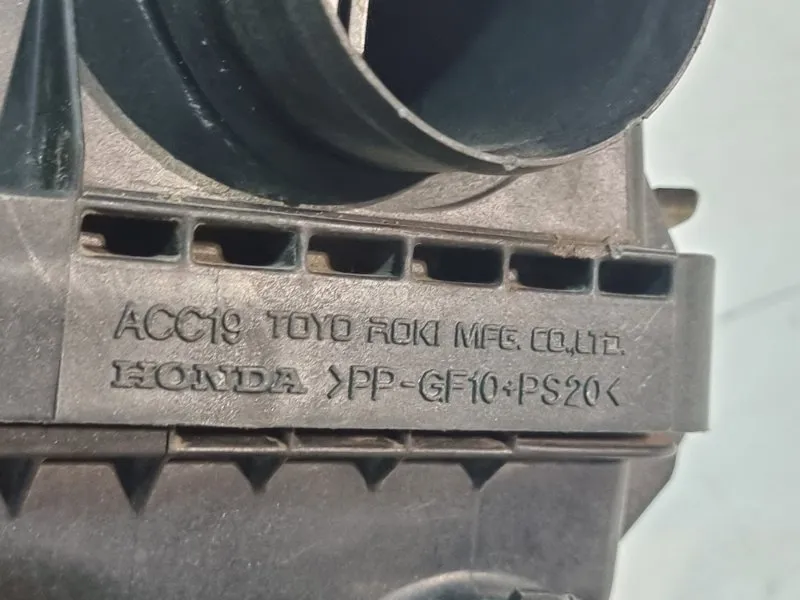 ACC19 TOYO ROKI MFG. CO.,LTD.
HONDA >PP-GF10+PS20<